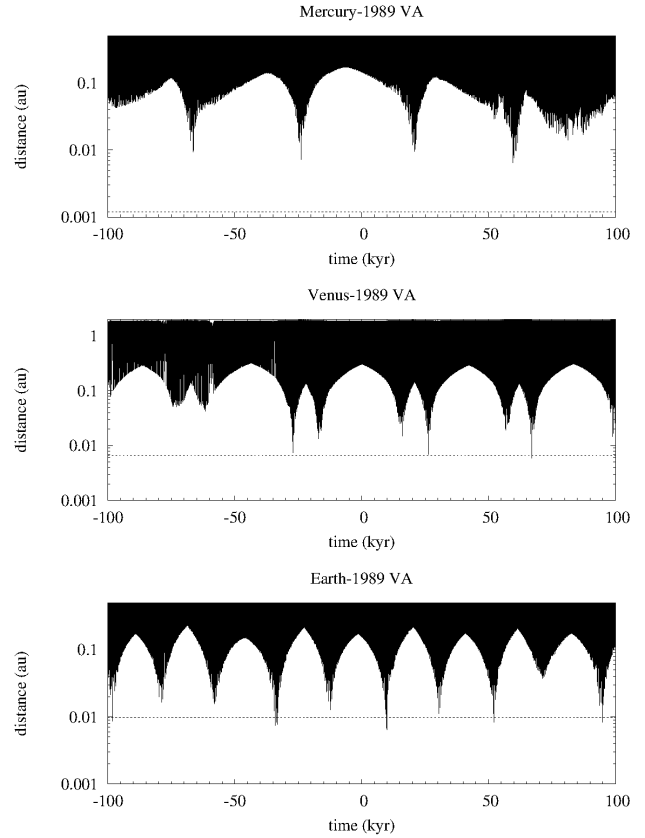 Mercury-1989 VA
0.1
0.01
0.001
distance (au)
-100 -50 0 50 100
time (kyr)
Venus-1989 VA
1
0.1
0.01
0.001
distance (au)
-100 -50 0 50 100
time (kyr)
Earth-1989 VA
0.1
0.01
0.001
distance (au)
-100 -50 0 50 100
time (kyr)